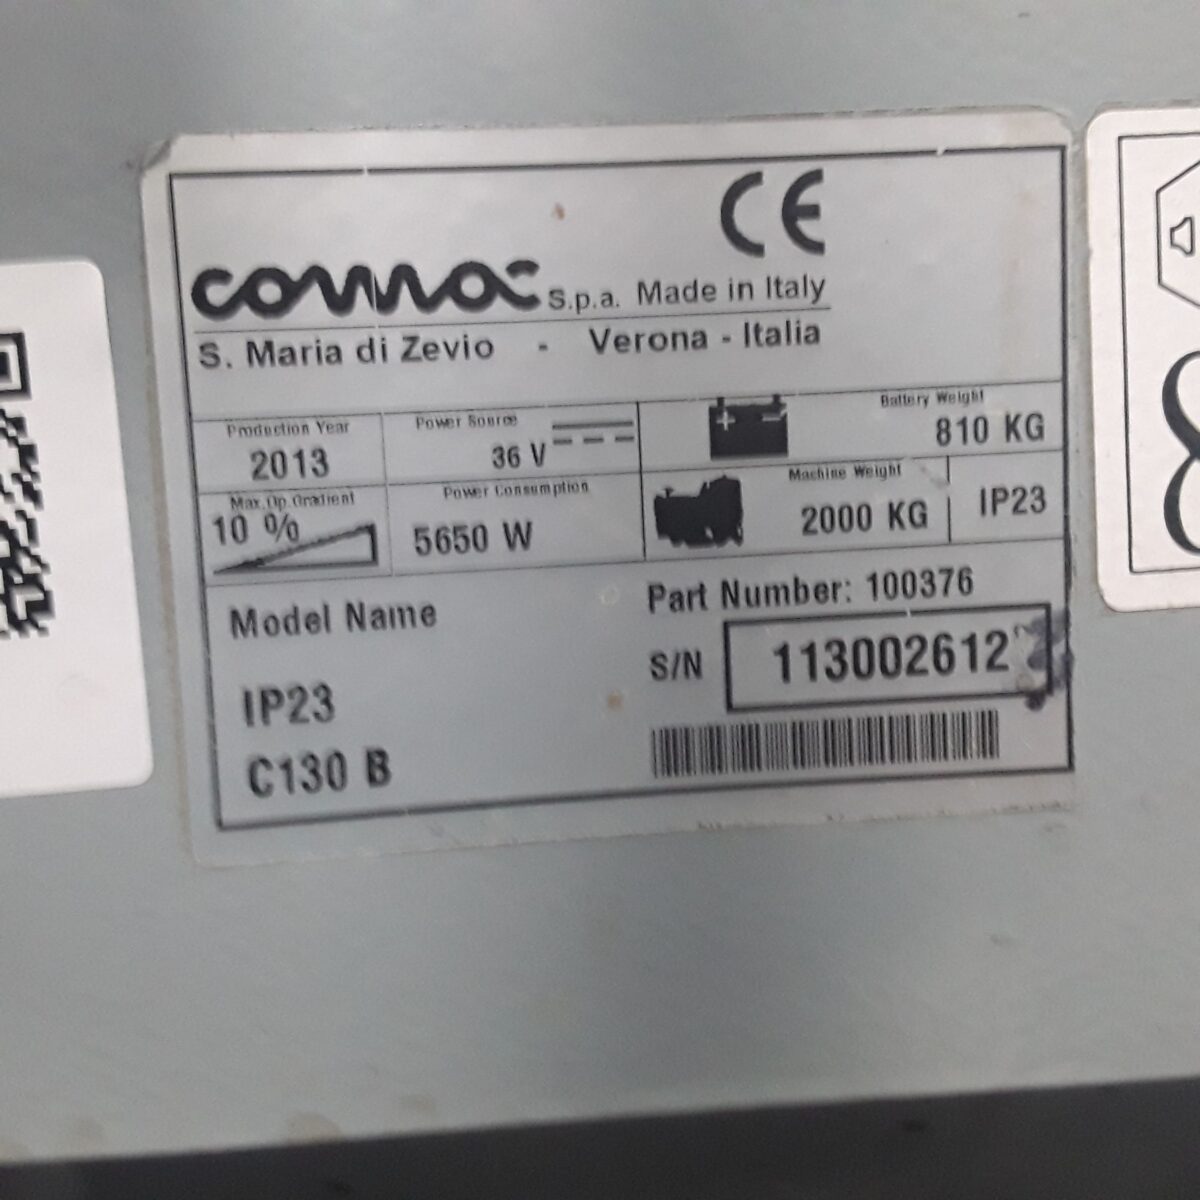 CE
comac S.p.a. Made in Italy
S. Maria di Zevio - Verona - Italia
Production Year
2013
Power Source
36 V
Battery Weight
810 KG
Max.Op.Gradient
10 %
Power Consumption
5650 W
Machine Weight
2000 KG
IP23
Model Name
IP23
C130 B
Part Number: 100376
S/N 113002612